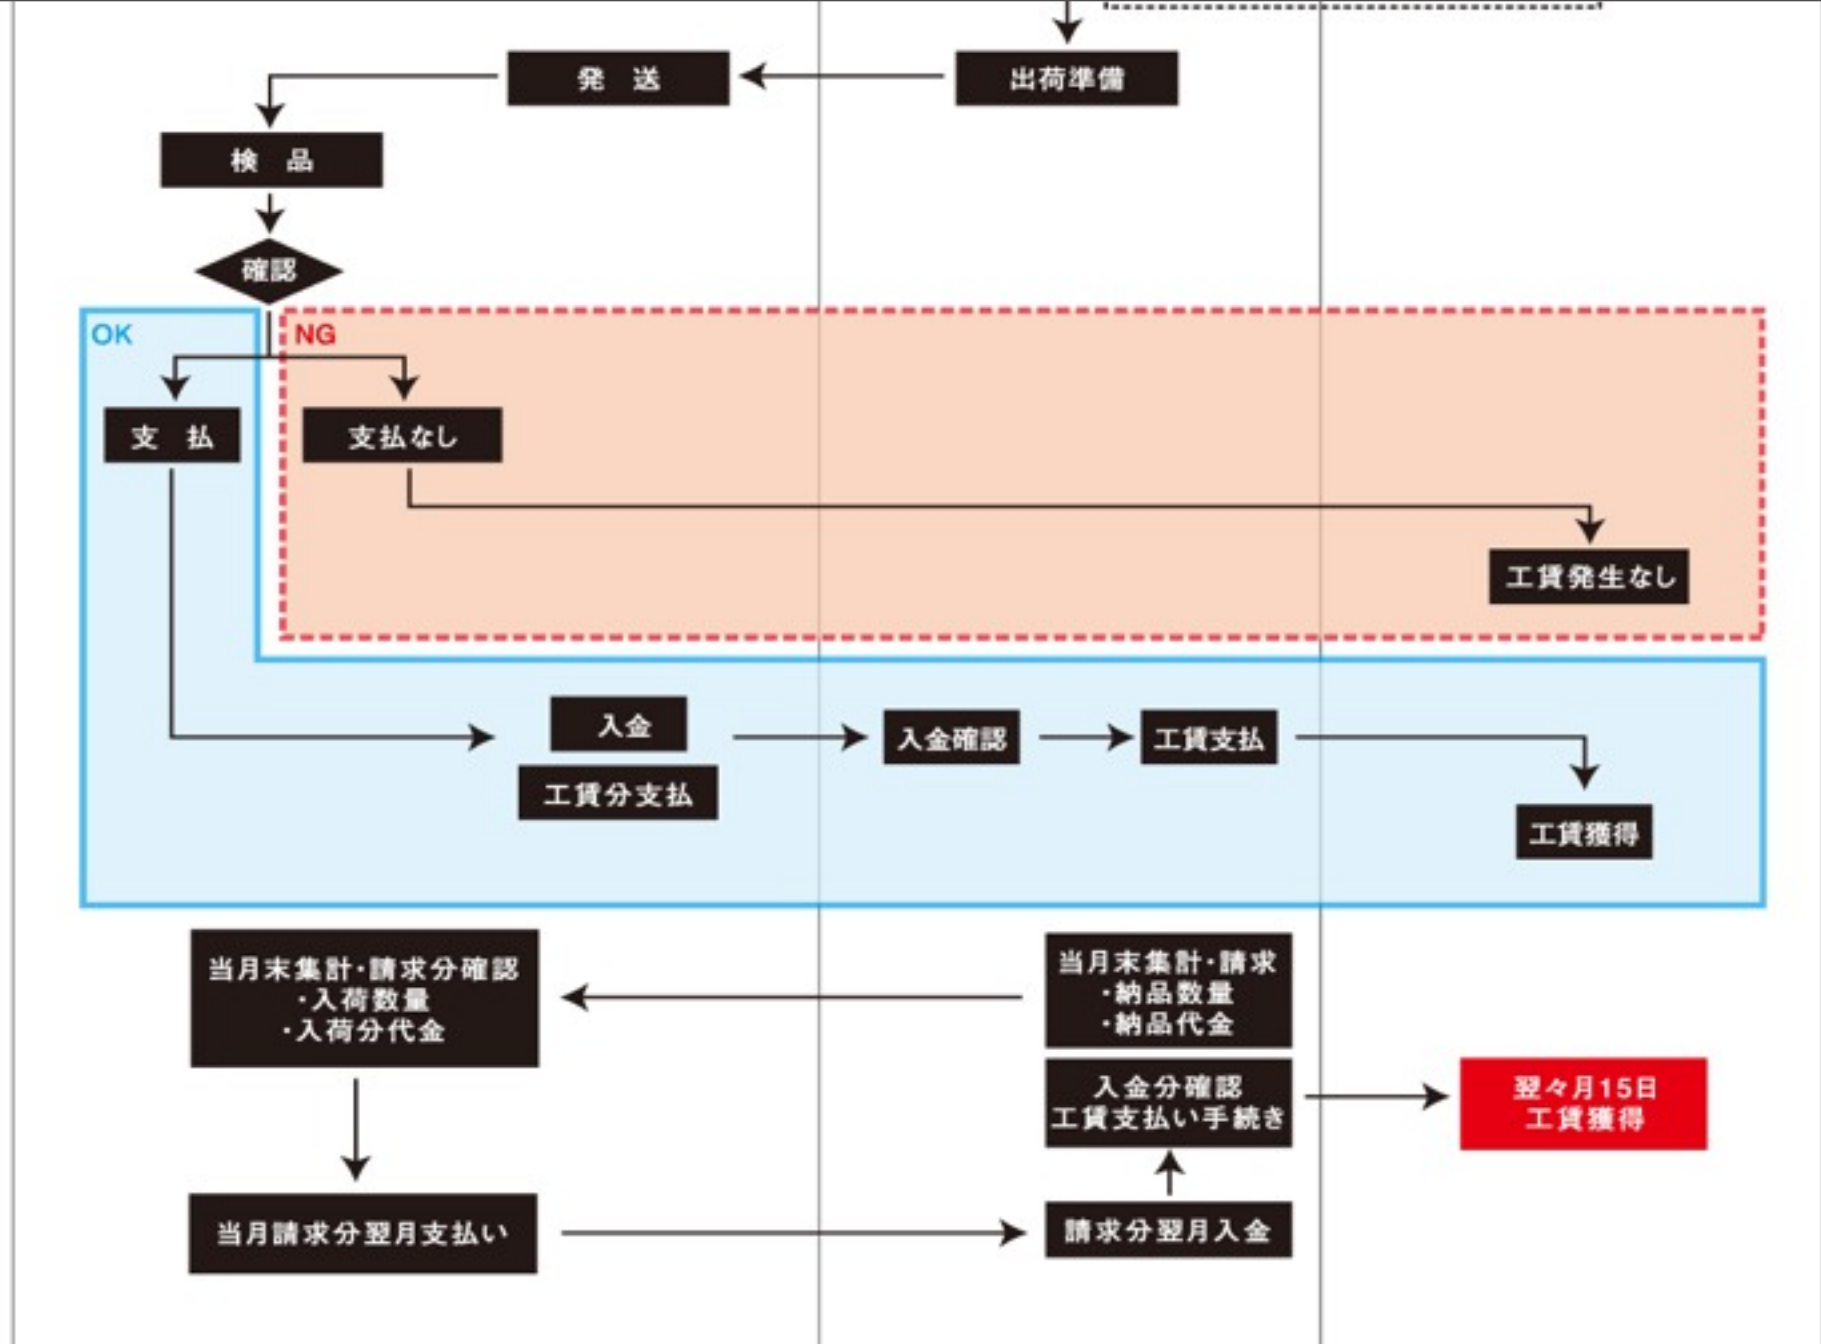 発　送
出荷準備
検　品
確認
OK
NG
支　払
支払なし
工賃発生なし
入金
工賃分支払
入金確認
工賃支払
工賃獲得
当月末集計・請求分確認
・入荷数量
・入荷分代金
当月末集計・請求
・納品数量
・納品代金
入金分確認
工賃支払い手続き
翌々月15日
工賃獲得
当月請求分翌月支払い
請求分翌月入金